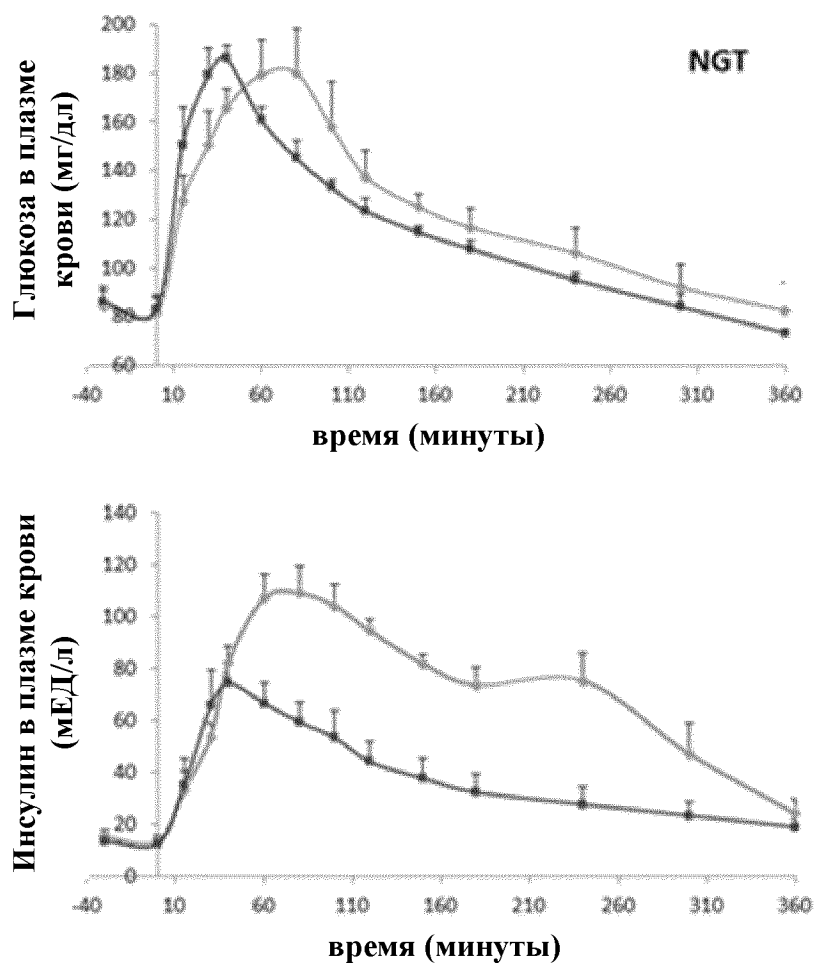 200
NGT
180
160
140
120
100
80
60
-40 10 60 110 160 210 260 310 360
Глюкоза в плазме
крови (мг/дл)
время (минуты)
140
120
100
80
60
40
20
0
-40 10 60 110 160 210 260 310 360
Инсулин в плазме крови
(мЕД/л)
время (минуты)